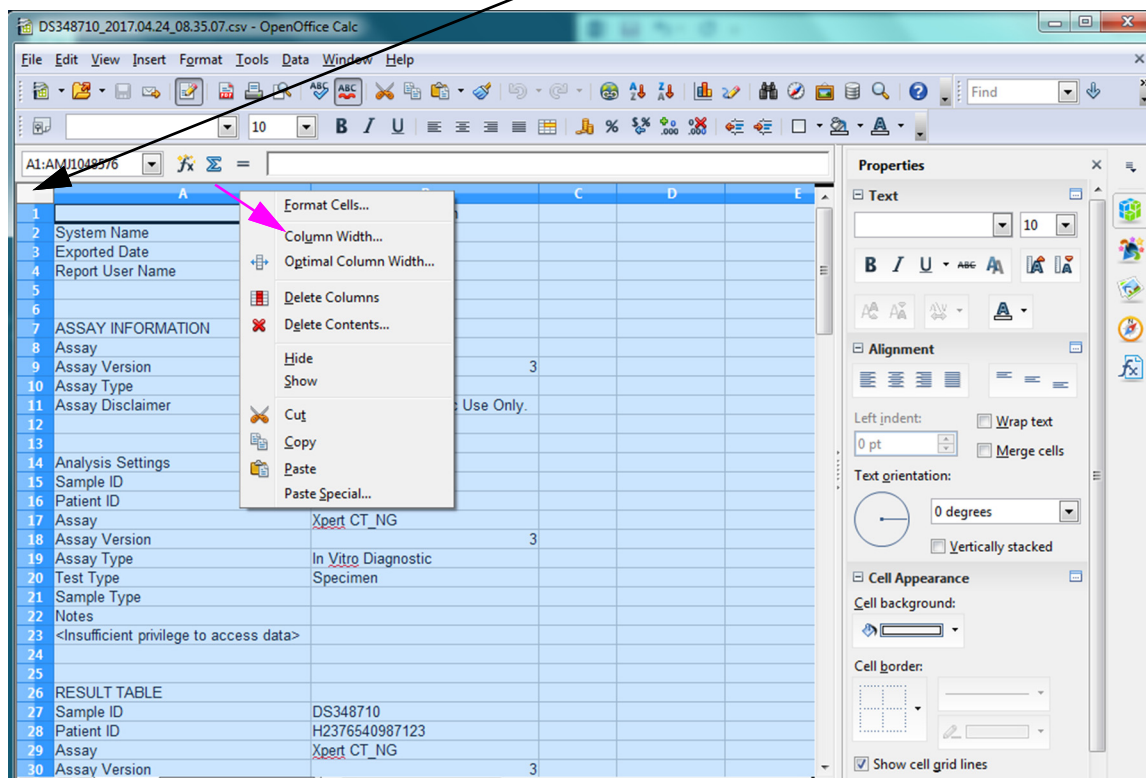 DS348710_2017.04.24_08.35.07.csv - OpenOffice Calc
File Edit View Insert Format Tools Data Window Help
Find
10
A1:AMJ1048576
Properties
A C D E
Text
10
1
2 System Name
3 Exported Date
4 Report User Name
5
6
7 ASSAY INFORMATION
8 Assay
9 Assay Version 3
10 Assay Type
11 Assay Disclaimer Use Only.
12
13
14 Analysis Settings
15 Sample ID
16 Patient ID
17 Assay Xpert CT_NG
18 Assay Version 3
19 Assay Type In Vitro Diagnostic
20 Test Type Specimen
21 Sample Type
22 Notes
23 <Insufficient privilege to access data>
24
25
26 RESULT TABLE
27 Sample ID DS348710
28 Patient ID H2376540987123
29 Assay Xpert CT_NG
30 Assay Version 3
Format Cells...
Column Width...
Optimal Column Width...
Delete Columns
Delete Contents...
Hide
Show
Cut
Copy
Paste
Paste Special...
B I U ABC
Alignment
Left indent:
0 pt
Wrap text
Merge cells
Text orientation:
0 degrees
Vertically stacked
Cell Appearance
Cell background:
Cell border:
Show cell grid lines